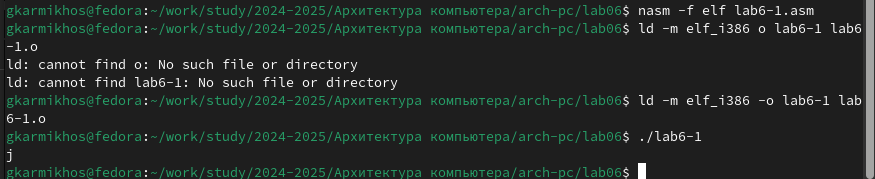 gkarmikhos@fedora:~/work/study/2024-2025/Архитектура компьютера/arch-pc/lab06$ nasm -f elf lab6-1.asm
gkarmikhos@fedora:~/work/study/2024-2025/Архитектура компьютера/arch-pc/lab06$ ld -m elf_i386 o lab6-1 lab6
-1.o
ld: cannot find o: No such file or directory
ld: cannot find lab6-1: No such file or directory
gkarmikhos@fedora:~/work/study/2024-2025/Архитектура компьютера/arch-pc/lab06$ ld -m elf_i386 -o lab6-1 lab
6-1.o
gkarmikhos@fedora:~/work/study/2024-2025/Архитектура компьютера/arch-pc/lab06$ ./lab6-1
j
gkarmikhos@fedora:~/work/study/2024-2025/Архитектура компьютера/arch-pc/lab06$